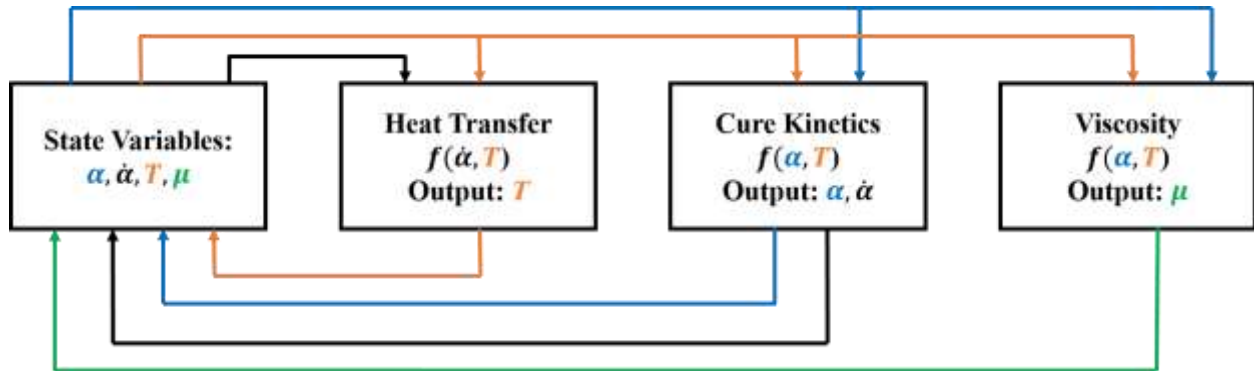 State Variables:
α, α̇, T, μ
Heat Transfer
f(α̇, T)
Output: T
Cure Kinetics
f(α, T)
Output: α, α̇
Viscosity
f(α, T)
Output: μ